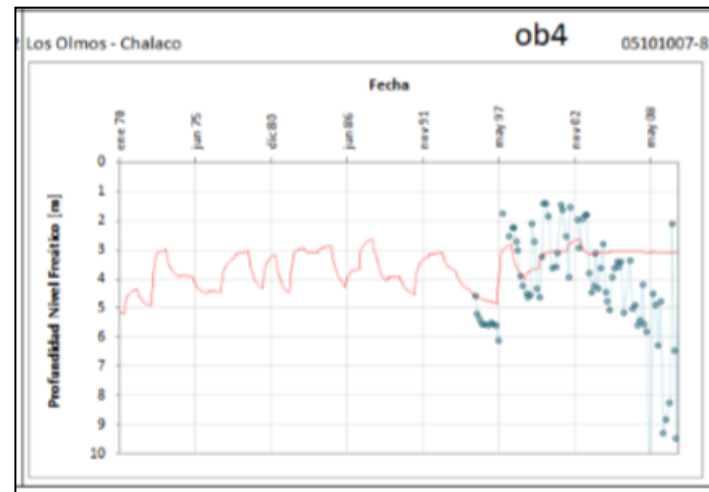 Los Olmos - Chalaco
ob4
05101007-8
Fecha
ene 70
jun 75
dic 80
jun 86
nov 91
may 97
nov 02
may 08
Profundidad Nivel Freático [m]
0
1
2
3
4
5
6
7
8
9
10